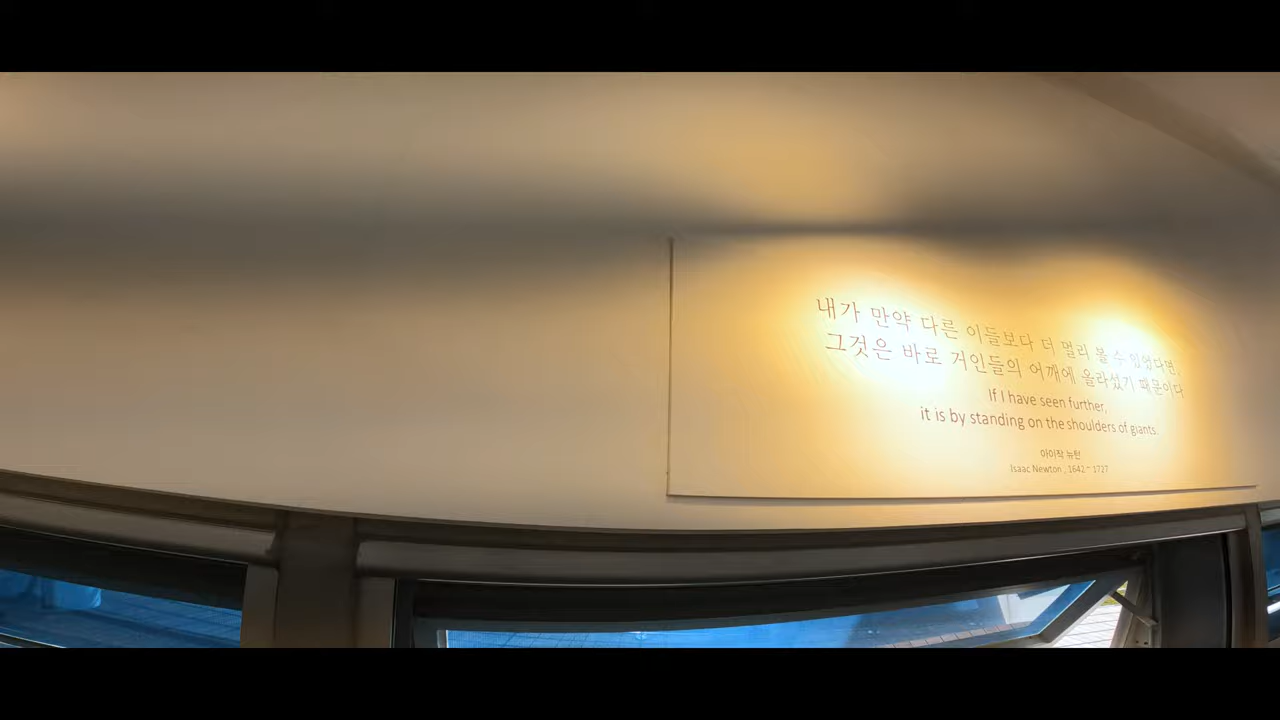 내가 만약 다른 이들보다 더 멀리 볼 수 있었다면,
그것은 바로 거인들의 어깨에 올라섰기 때문이다
If I have seen further,
it is by standing on the shoulders of giants.
아이작 뉴턴
Isaac Newton , 1642 ~ 1727